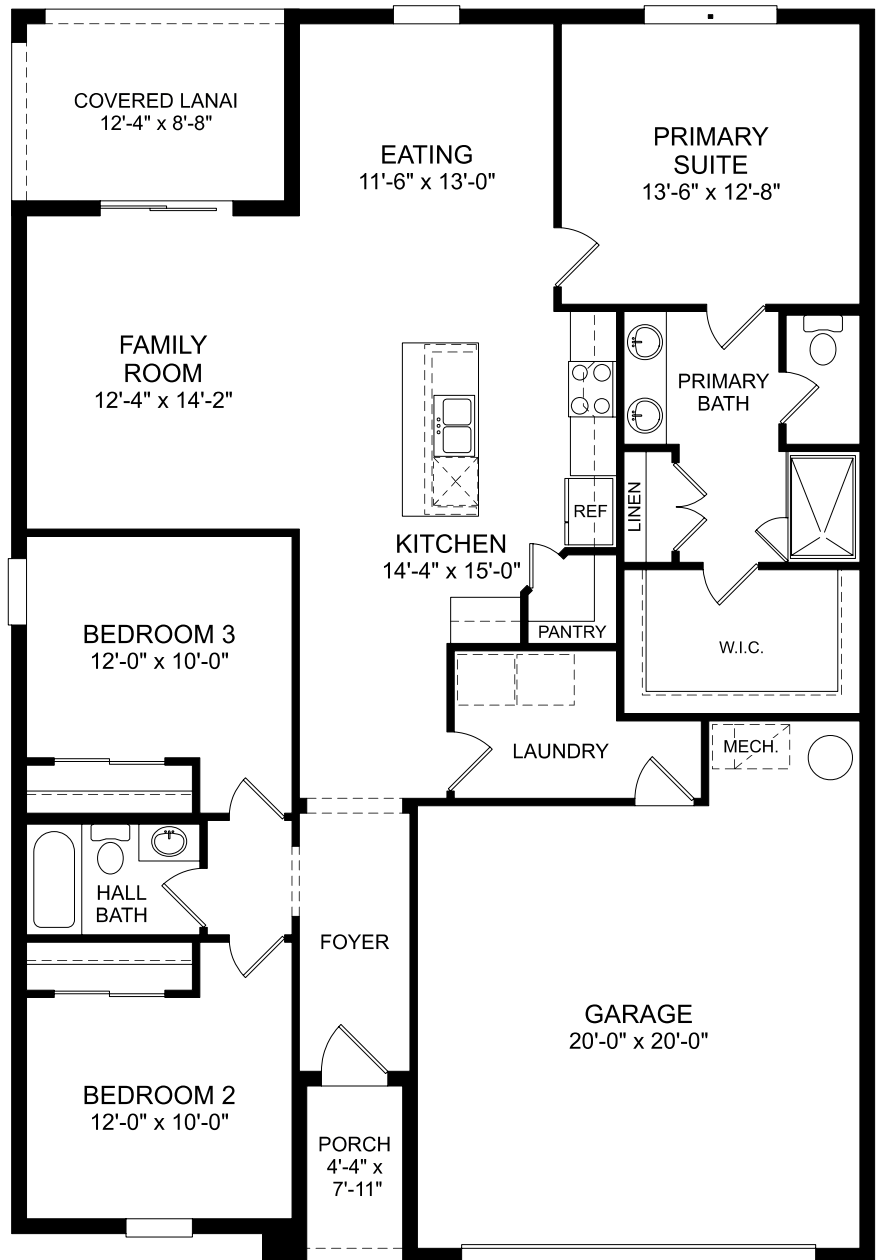 COVERED LANAI
12'-4" x 8'-8"
EATING
11'-6" x 13'-0"
PRIMARY
SUITE
13'-6" x 12'-8"
FAMILY
ROOM
12'-4" x 14'-2"
PRIMARY
BATH
LINEN
REF
KITCHEN
14'-4" x 15'-0"
PANTRY
W.I.C.
BEDROOM 3
12'-0" x 10'-0"
LAUNDRY
MECH.
HALL
BATH
FOYER
GARAGE
20'-0" x 20'-0"
BEDROOM 2
12'-0" x 10'-0"
PORCH
4'-4" x
7'-11"